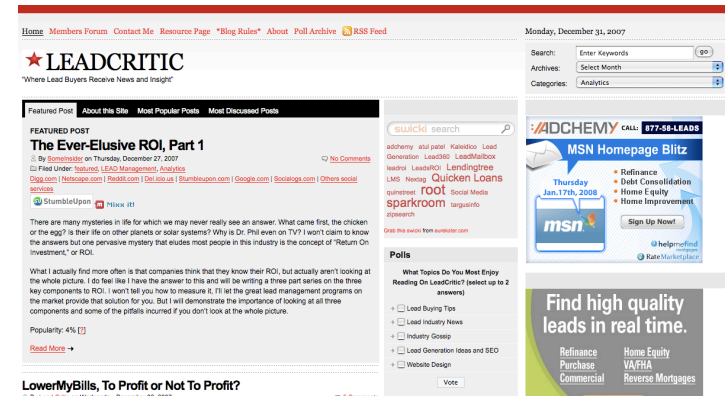 Home Members Forum Contact Me Resource Page *Blog Rules* About Poll Archive RSS Feed
Monday, December 31, 2007
LEADCRITIC
"Where Lead Buyers Receive News and Insight"
Search: Enter Keywords go
Archives: Select Month
Categories: Analytics
Featured Post About this Site Most Popular Posts Most Discussed Posts
FEATURED POST
The Ever-Elusive ROI, Part 1
By SomeInsider on Thursday, December 27, 2007 No Comments
Filed Under: featured, LEAD Management, Analytics
Digg.com | Netscape.com | Reddit.com | Del.icio.us | Stumbleupon.com | Google.com | Socialogs.com | Others social
services
StumbleUpon Mixx it!
There are many mysteries in life for which we may never really see an answer. What came first, the chicken
or the egg? Is their life on other planets or solar systems? Why is Dr. Phil even on TV? I won't claim to know
the answers but one pervasive mystery that eludes most people in this industry is the concept of "Return On
Investment," or ROI.
What I actually find more often is that companies think that they know their ROI, but actually aren't looking at
the whole picture. I do feel like I have the answer to this and will be writing a three part series on the three
key components to ROI. I won't tell you how to measure it, I'll let the great lead management programs on
the market provide that solution for you. But I will demonstrate the importance of looking at all three
components and some of the pitfalls incurred if you don't look at the whole picture.
Popularity: 4% [?]
Read More
LowerMyBills, To Profit or Not To Profit?
swicki search
adchemy atul patel Kaleidico Lead
Generation Lead360 LeadMailbox
leadroi LeadsROI Lendingtree
LMS Nextag Quicken Loans
quinstreet root Social Media
sparkroom targusinfo
zipsearch
Grab this swicki from eurekster.com
Polls
What Topics Do You Most Enjoy
Reading On LeadCritic? (select up to 2
answers)
Lead Buying Tips
Lead Industry News
Industry Gossip
Lead Generation Ideas and SEO
Website Design
Vote
ADCHEMY CALL: 877-58-LEADS
MSN Homepage Blitz
Thursday
Jan.17th, 2008
Refinance
Debt Consolidation
Home Equity
Home Improvement
Sign Up Now!
msn
helpmefind
mortgages
RateMarketplace
Find high quality
leads in real time.
Refinance Home Equity
Purchase VA/FHA
Commercial Reverse Mortgages